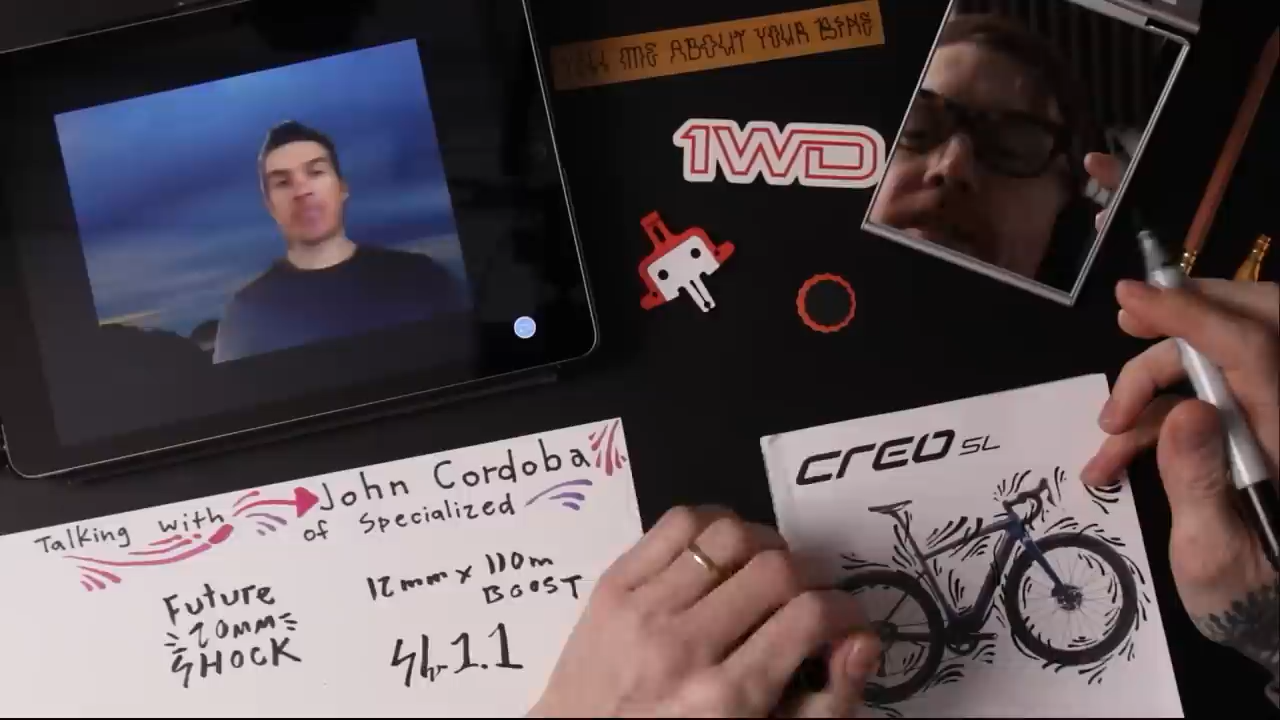 TELL ME ABOUT YOUR BIKE
1WD
CREO SL
Talking with John Cordoba
of Specialized
Future
20mm
SHOCK
12mm x 110m
BOOST
SL 1.1